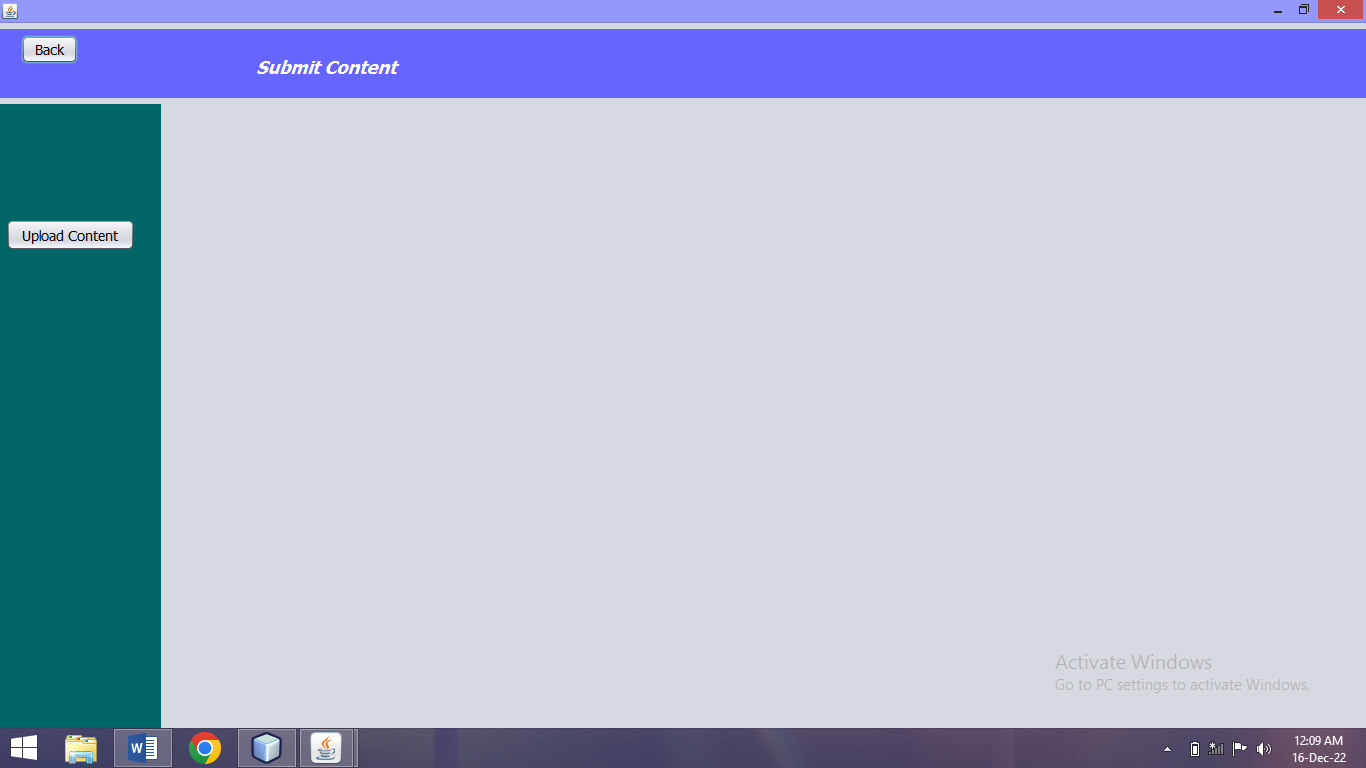 Back
Submit Content
Upload Content
Activate Windows
Go to PC settings to activate Windows.
W
12:09 AM
16-Dec-22